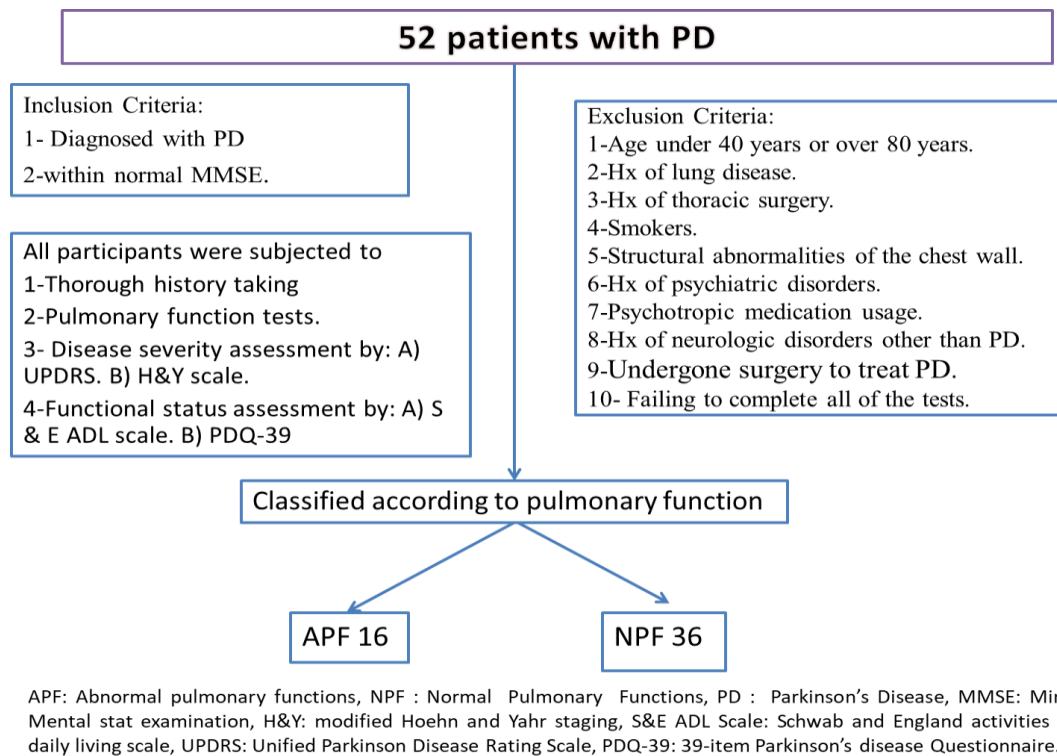 52 patients with PD
Inclusion Criteria:
1- Diagnosed with PD
2-within normal MMSE.
Exclusion Criteria:
1-Age under 40 years or over 80 years.
2-Hx of lung disease.
3-Hx of thoracic surgery.
4-Smokers.
5-Structural abnormalities of the chest wall.
6-Hx of psychiatric disorders.
7-Psychotropic medication usage.
8-Hx of neurologic disorders other than PD.
9-Undergone surgery to treat PD.
10- Failing to complete all of the tests.
All participants were subjected to
1-Thorough history taking
2-Pulmonary function tests.
3- Disease severity assessment by: A)
UPDRS. B) H&Y scale.
4-Functional status assessment by: A) S
& E ADL scale. B) PDQ-39
Classified according to pulmonary function
APF 16
NPF 36
APF: Abnormal pulmonary functions, NPF : Normal Pulmonary Functions, PD : Parkinson's Disease, MMSE:
Mental stat examination, H&Y: modified Hoehn and Yahr staging, S&E ADL Scale: Schwab and England activities
daily living scale, UPDRS: Unified Parkinson Disease Rating Scale, PDQ-39: 39-item Parkinson's disease Questionnaire.